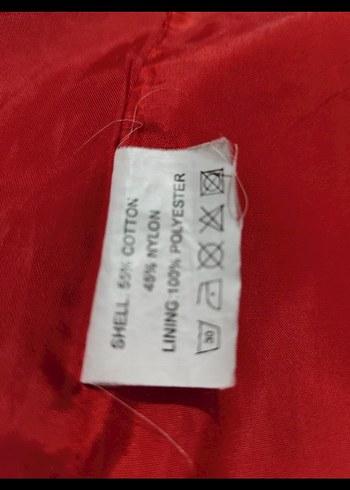 SHELL 55% COTTON
45% NYLON
LINING 100% POLYESTER
30